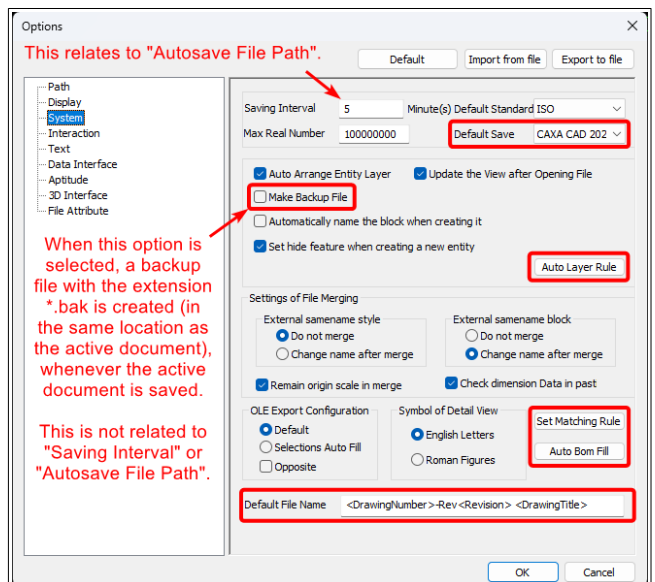 Options
This relates to "Autosave File Path".
Default Import from file Export to file
Path
Display
System
Interaction
Text
Data Interface
Aptitude
3D Interface
File Attribute
Saving Interval 5 Minute(s) Default Standard ISO
Max Real Number 100000000 Default Save CAXA CAD 202
Auto Arrange Entity Layer Update the View after Opening File
Make Backup File
Automatically name the block when creating it
Set hide feature when creating a new entity
Auto Layer Rule
When this option is
selected, a backup
file with the extension
*.bak is created (in
the same location as
the active document),
whenever the active
document is saved.
This is not related to
"Saving Interval" or
"Autosave File Path".
Settings of File Merging
External samename style External samename block
Do not merge Do not merge
Change name after merge Change name after merge
Remain origin scale in merge Check dimension Data in past
OLE Export Configuration Symbol of Detail View
Default English Letters Set Matching Rule
Selections Auto Fill Roman Figures Auto Bom Fill
Opposite
Default File Name <DrawingNumber>-Rev<Revision> <DrawingTitle>
OK Cancel